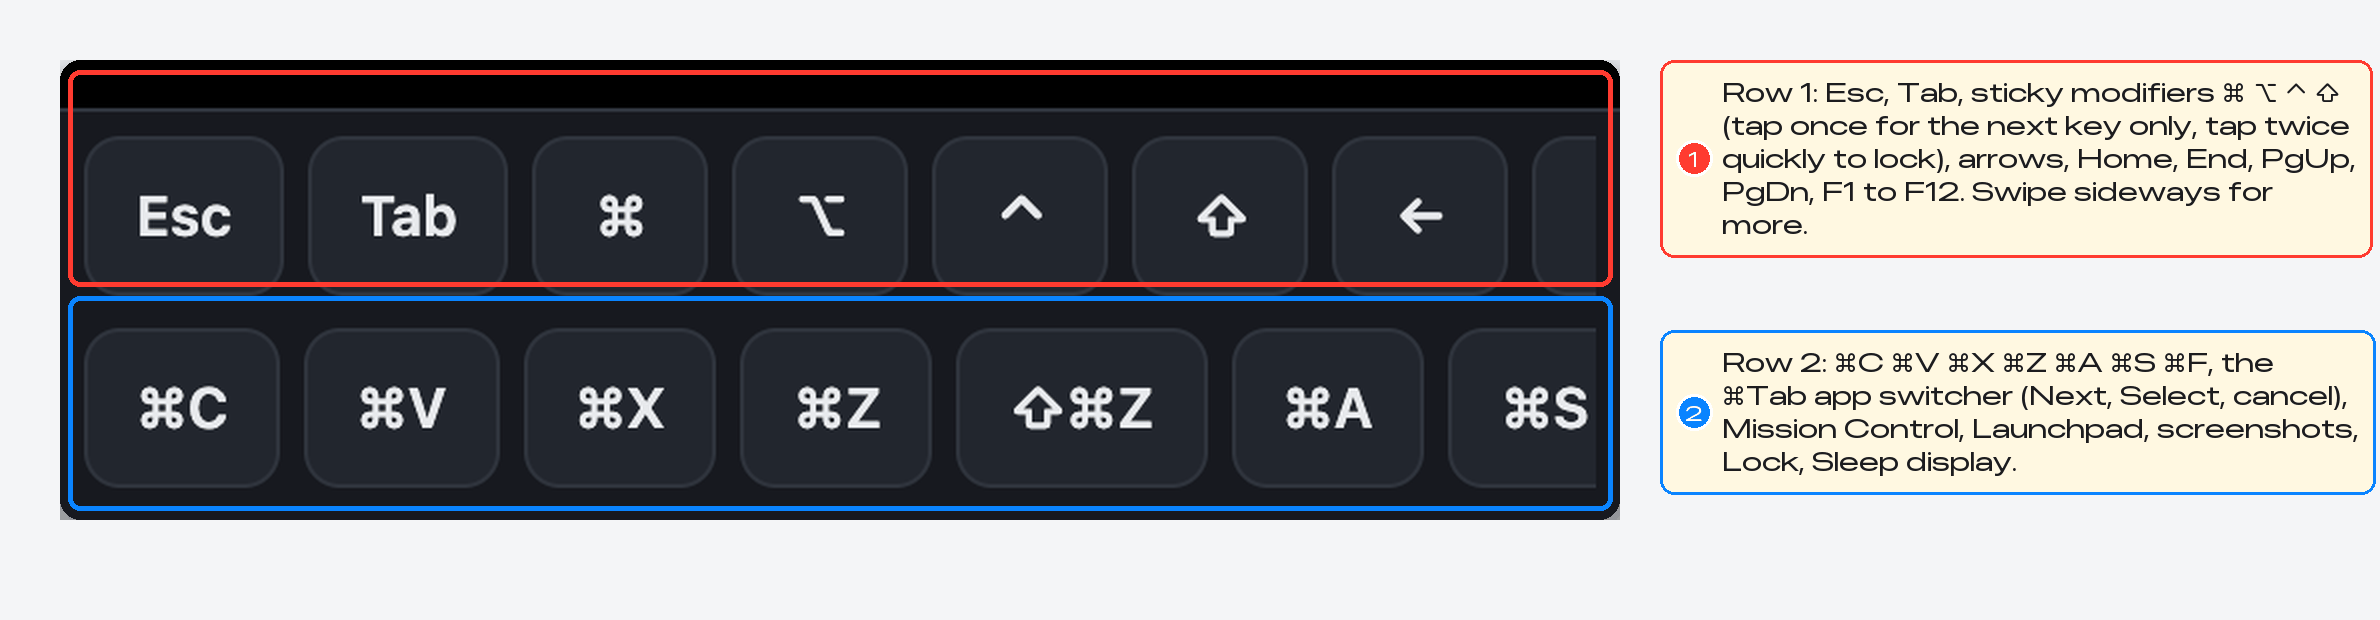 Esc Tab ⌘ ⌥ ^ ⇧ ←
⌘C ⌘V ⌘X ⌘Z ⇧⌘Z ⌘A ⌘S
1
Row 1: Esc, Tab, sticky modifiers ⌘ ⌥ ^ ⇧
(tap once for the next key only, tap twice
quickly to lock), arrows, Home, End, PgUp,
PgDn, F1 to F12. Swipe sideways for
more.
2
Row 2: ⌘C ⌘V ⌘X ⌘Z ⌘A ⌘S ⌘F, the
⌘Tab app switcher (Next, Select, cancel),
Mission Control, Launchpad, screenshots,
Lock, Sleep display.